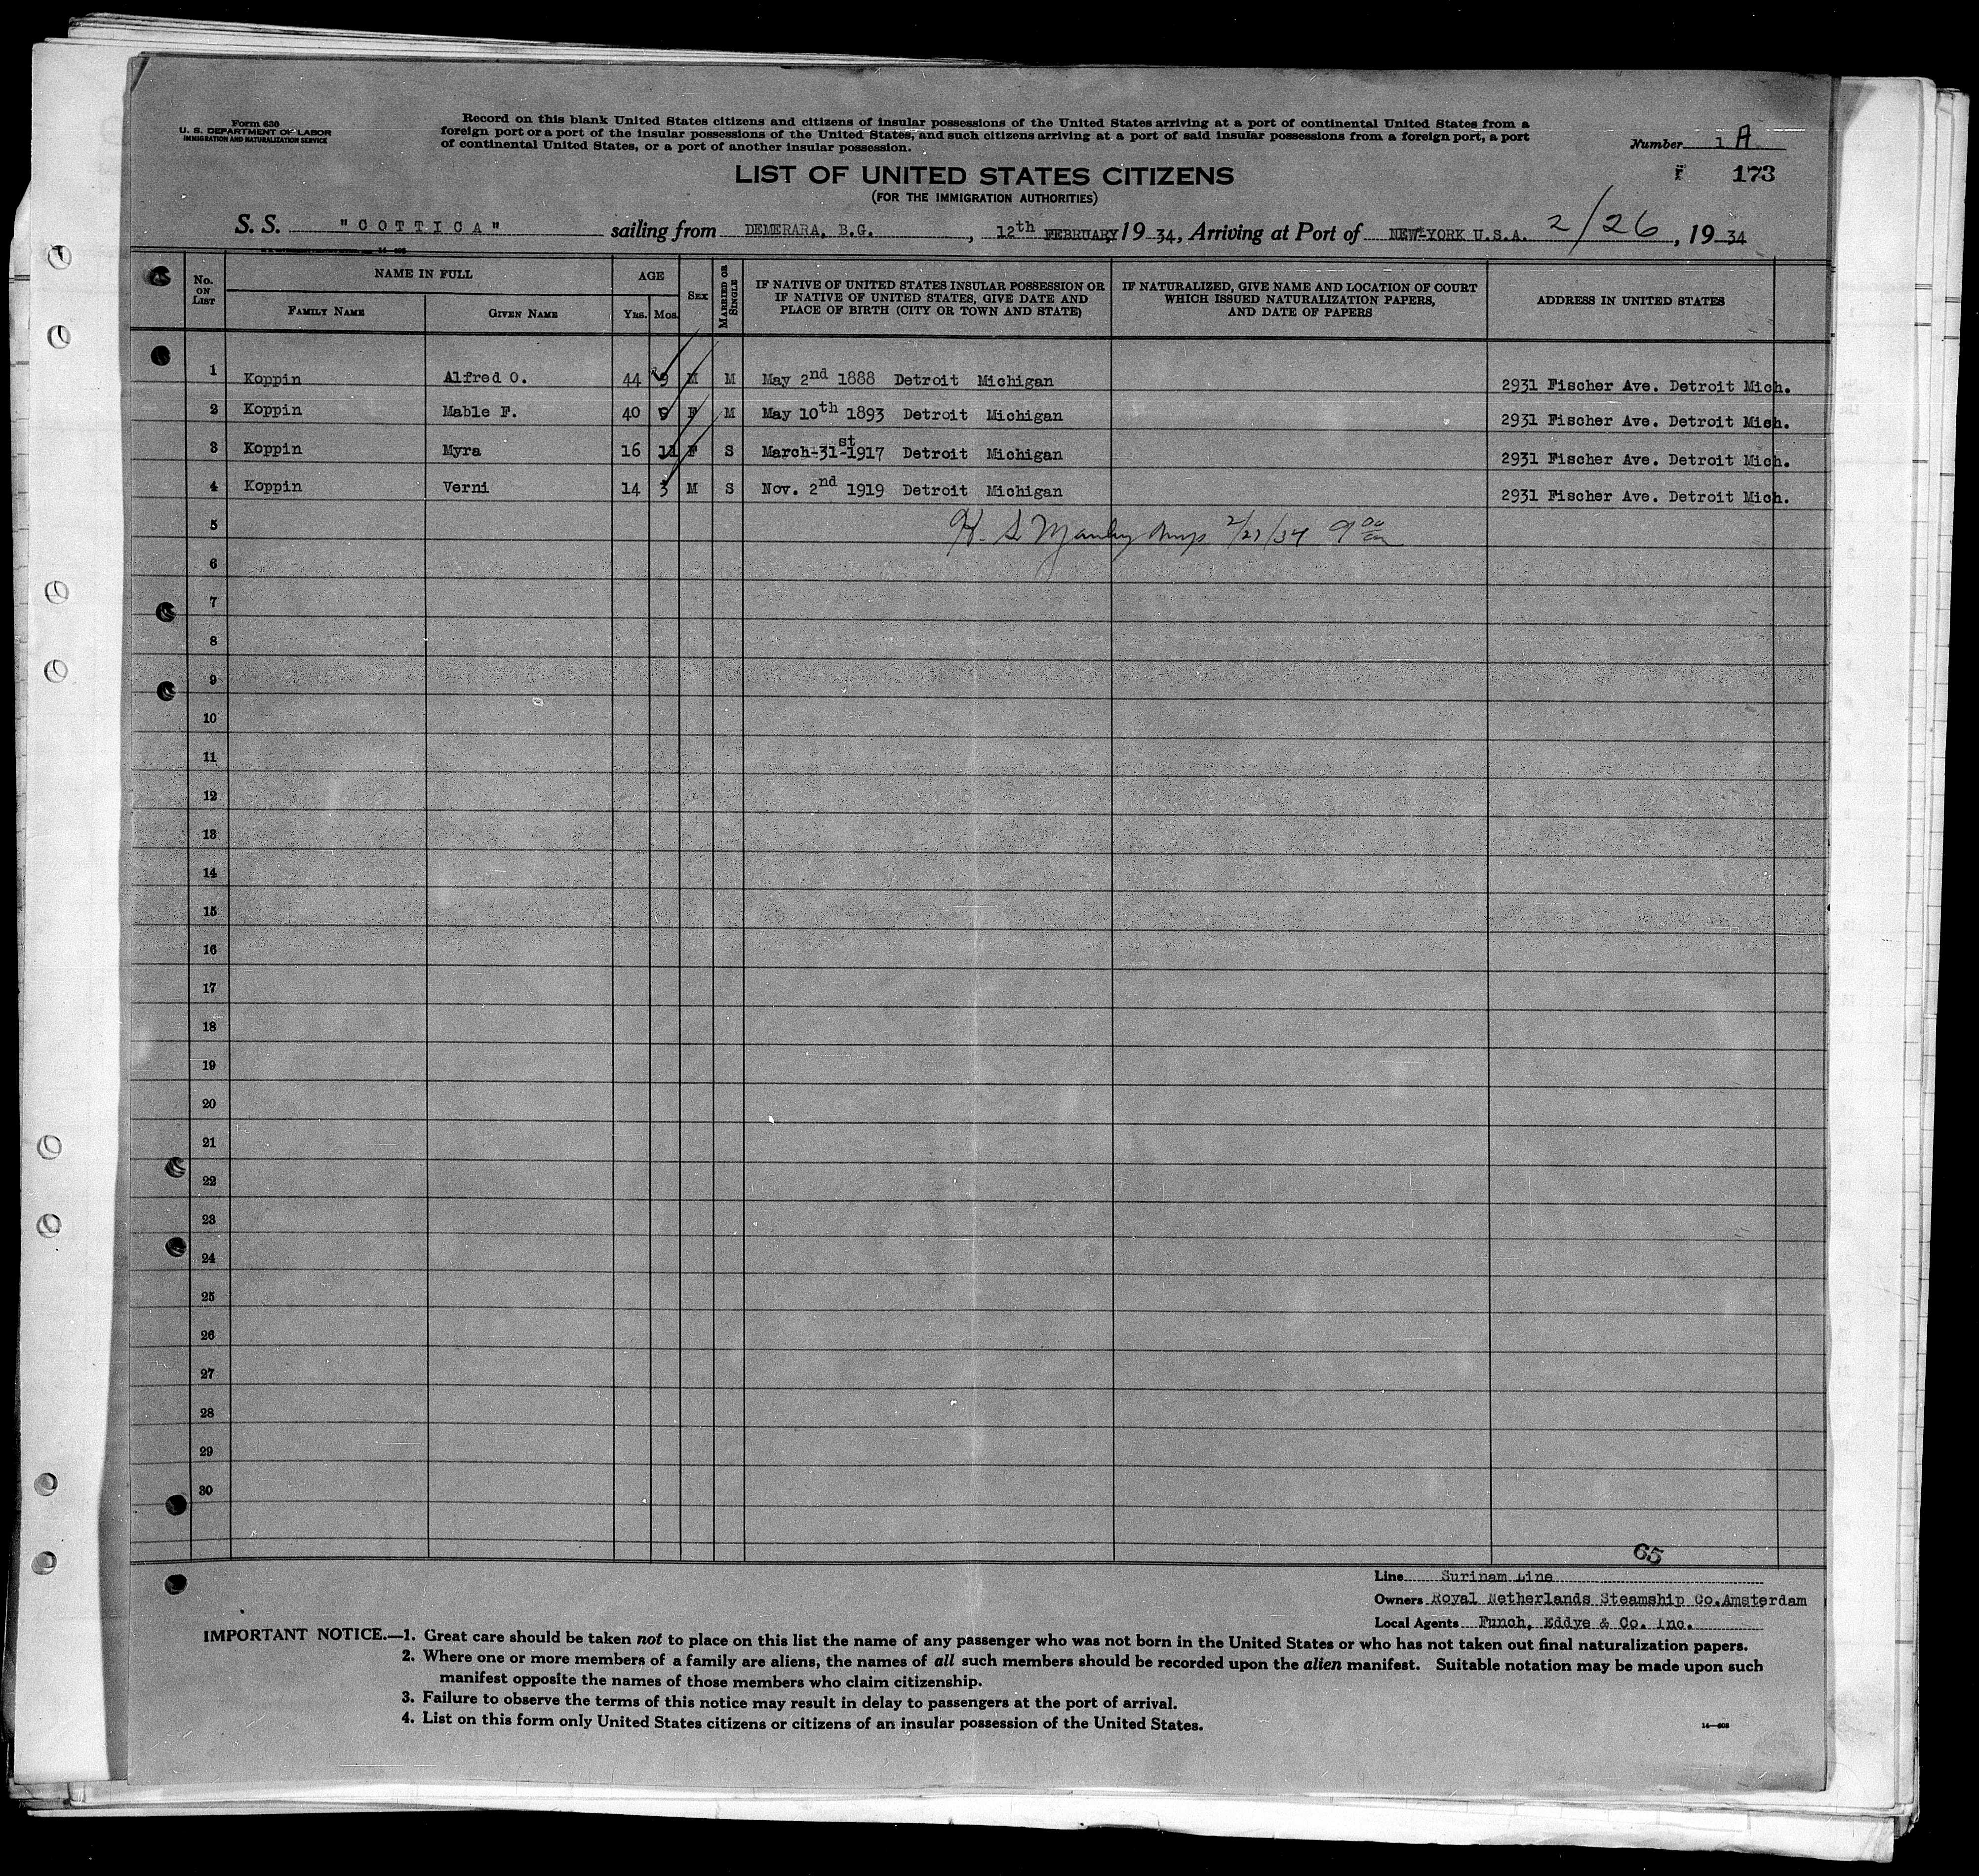 Form 630
U. S. DEPARTMENT OF LABOR
IMMIGRATION AND NATURALIZATION SERVICE
Record on this blank United States citizens and citizens of insular possessions of the United States arriving at a port of continental United States from a
foreign port or a port of the insular possessions of the United States, and such citizens arriving at a port of said insular possessions from a foreign port, a port
of continental United States, or a port of another insular possession.
Number 1 A
173
LIST OF UNITED STATES CITIZENS
(FOR THE IMMIGRATION AUTHORITIES)
S. S. "COTTICA" sailing from DEMERARA, B.G. , 12th FEBRUARY 19 34, Arriving at Port of NEW-YORK U.S.A. 2/26 , 19 34
No. ON LIST
NAME IN FULL
FAMILY NAME
GIVEN NAME
AGE
YRS. MOS.
SEX
MARRIED OR SINGLE
IF NATIVE OF UNITED STATES INSULAR POSSESSION OR
IF NATIVE OF UNITED STATES, GIVE DATE AND
PLACE OF BIRTH (CITY OR TOWN AND STATE)
IF NATURALIZED, GIVE NAME AND LOCATION OF COURT
WHICH ISSUED NATURALIZATION PAPERS,
AND DATE OF PAPERS
ADDRESS IN UNITED STATES
1 Koppin Alfred O. 44 9 M M May 2nd 1888 Detroit Michigan 2931 Fischer Ave. Detroit Mich.
2 Koppin Mable F. 40 9 F M May 10th 1893 Detroit Michigan 2931 Fischer Ave. Detroit Mich.
3 Koppin Myra 16 11 F S March-31st-1917 Detroit Michigan 2931 Fischer Ave. Detroit Mich.
4 Koppin Verni 14 3 M S Nov. 2nd 1919 Detroit Michigan 2931 Fischer Ave. Detroit Mich.
5 H. S. Manley 9 00
6
7
8
9
10
11
12
13
14
15
16
17
18
19
20
21
22
23
24
25
26
27
28
29
30
65
Line Surinam Line
Owners Royal Netherlands Steamship Co. Amsterdam
Local Agents Funch, Eddye & Co. Inc.
IMPORTANT NOTICE.—1. Great care should be taken not to place on this list the name of any passenger who was not born in the United States or who has not taken out final naturalization papers.
2. Where one or more members of a family are aliens, the names of all such members should be recorded upon the alien manifest. Suitable notation may be made upon such
manifest opposite the names of those members who claim citizenship.
3. Failure to observe the terms of this notice may result in delay to passengers at the port of arrival.
4. List on this form only United States citizens or citizens of an insular possession of the United States.